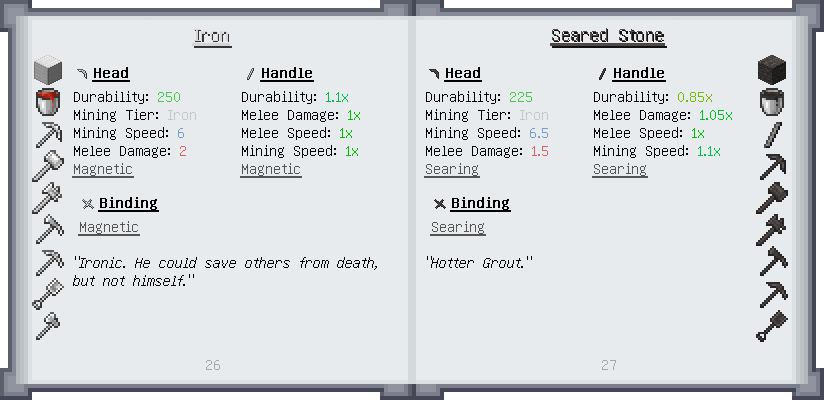 Iron
Head
Durability: 250
Mining Tier: Iron
Mining Speed: 6
Melee Damage: 2
Magnetic
Handle
Durability: 1.1x
Melee Damage: 1x
Melee Speed: 1x
Mining Speed: 1x
Magnetic
Binding
Magnetic
"Ironic. He could save others from death,
but not himself."
26
Seared Stone
Head
Durability: 225
Mining Tier: Iron
Mining Speed: 6.5
Melee Damage: 1.5
Searing
Handle
Durability: 0.85x
Melee Damage: 1.05x
Melee Speed: 1x
Mining Speed: 1.1x
Searing
Binding
Searing
"Hotter Grout."
27